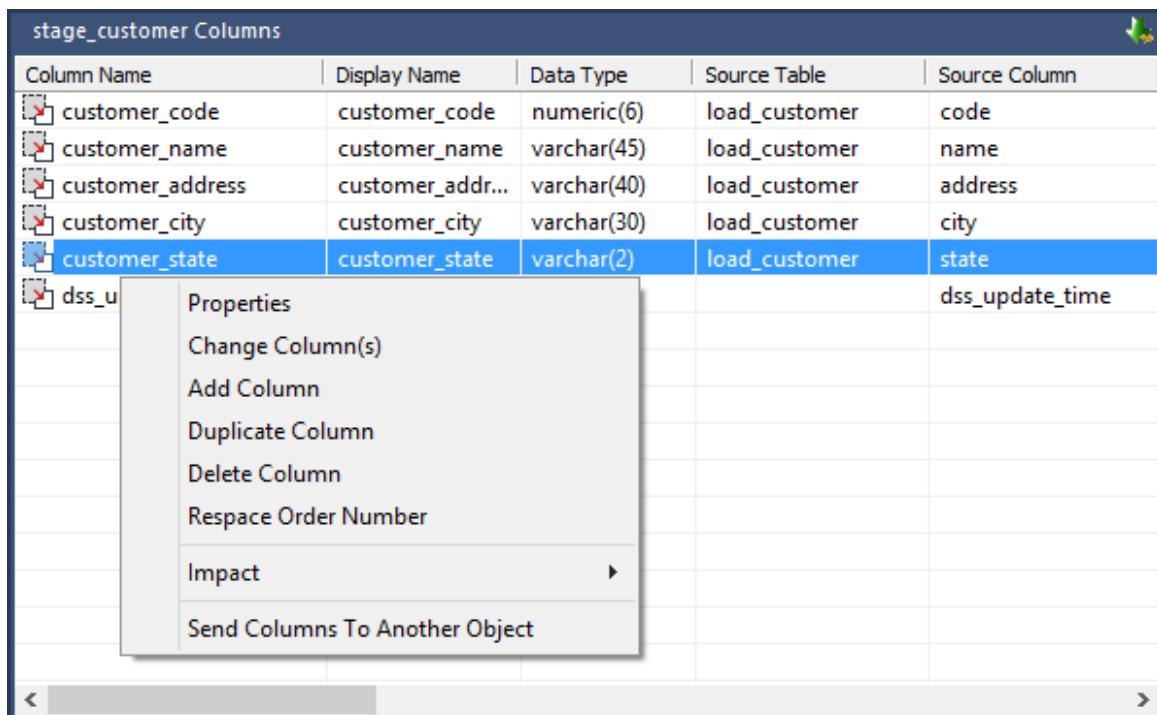 stage_customer Columns
Column Name Display Name Data Type Source Table Source Column
customer_code customer_code numeric(6) load_customer code
customer_name customer_name varchar(45) load_customer name
customer_address customer_addr... varchar(40) load_customer address
customer_city customer_city varchar(30) load_customer city
customer_state customer_state varchar(2) load_customer state
dss_u dss_update_time
Properties
Change Column(s)
Add Column
Duplicate Column
Delete Column
Respace Order Number
Impact
Send Columns To Another Object